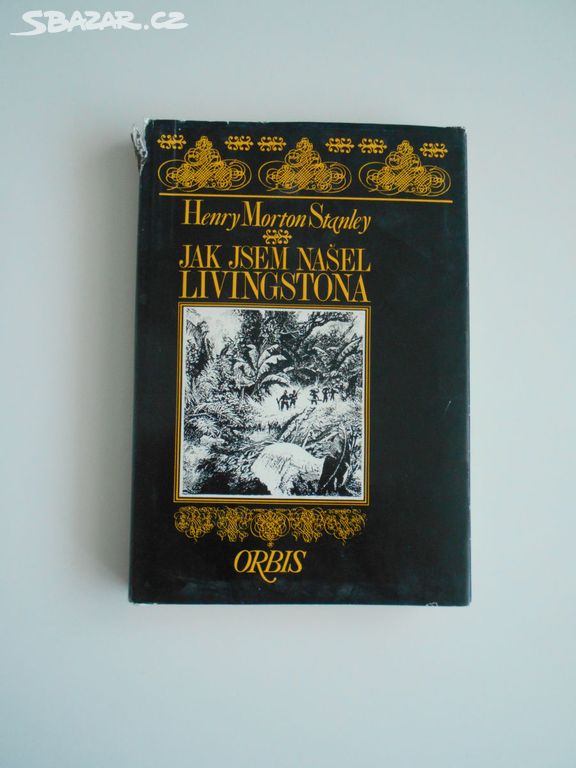 SBAZAR.CZ
Henry Morton Stanley
JAK JSEM NAŠEL
LIVINGSTONA
ORBIS